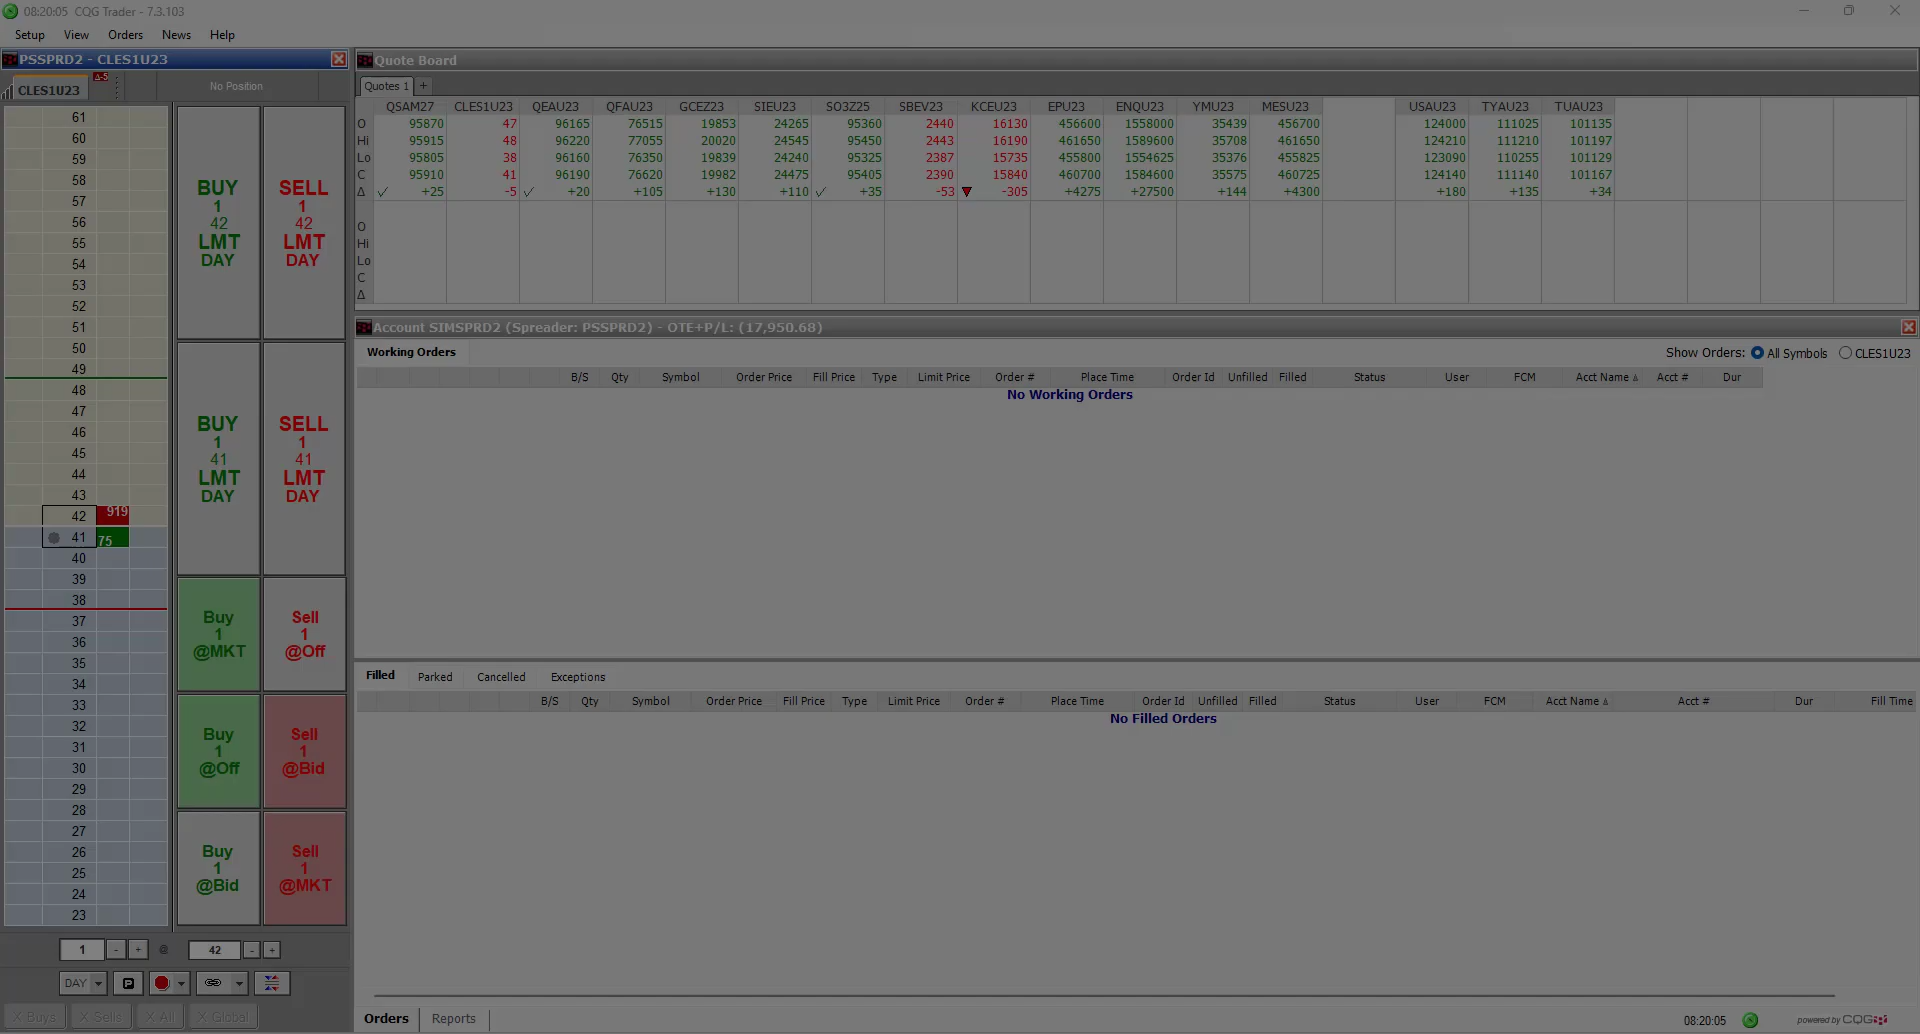 08:20:05 CQG Trader - 7.3.103
Setup View Orders News Help
PSSPRD2 - CLES1U23
CLES1U23 Δ-5 No Position
61
60
59
58
57
56
55
54
53
52
51
50
49
48
47
46
45
44
43
42 919
41 75
40
39
38
37
36
35
34
33
32
31
30
29
28
27
26
25
24
23
BUY
1
42
LMT
DAY
SELL
1
42
LMT
DAY
BUY
1
41
LMT
DAY
SELL
1
41
LMT
DAY
Buy
1
@MKT
Sell
1
@Off
Buy
1
@Off
Sell
1
@Bid
Buy
1
@Bid
Sell
1
@MKT
1 - + @ 42 - +
DAY P
X Buys X Sells X All X Global
Quote Board
Quotes 1 +
QSAM27 CLES1U23 QEAU23 QFAU23 GCEZ23 SIEU23 SO3Z25 SBEV23 KCEU23 EPU23 ENQU23 YMU23 MESU23 USAU23 TYAU23 TUAU23
O 95870 47 96165 76515 19853 24265 95360 2440 16130 456600 1558000 35439 456700 124000 111025 101135
Hi 95915 48 96220 77055 20020 24545 95450 2443 16190 461650 1589600 35708 461650 124210 111210 101197
Lo 95805 38 96160 76350 19839 24240 95325 2387 15735 455800 1554625 35376 455825 123090 110255 101129
C 95910 41 96190 76620 19982 24475 95405 2390 15840 460700 1584600 35575 460725 124140 111140 101167
Δ +25 -5 +20 +105 +130 +110 +35 -53 -305 +4275 +27500 +144 +4300 +180 +135 +34
O
Hi
Lo
C
Δ
Account SIMSPRD2 (Spreader: PSSPRD2) - OTE+P/L: (17,950.68)
Working Orders Show Orders: All Symbols CLES1U23
B/S Qty Symbol Order Price Fill Price Type Limit Price Order # Place Time Order Id Unfilled Filled Status User FCM Acct Name Acct # Dur
No Working Orders
Filled Parked Cancelled Exceptions
B/S Qty Symbol Order Price Fill Price Type Limit Price Order # Place Time Order Id Unfilled Filled Status User FCM Acct Name Acct # Dur Fill Time
No Filled Orders
Orders Reports
08:20:05 powered by CQG